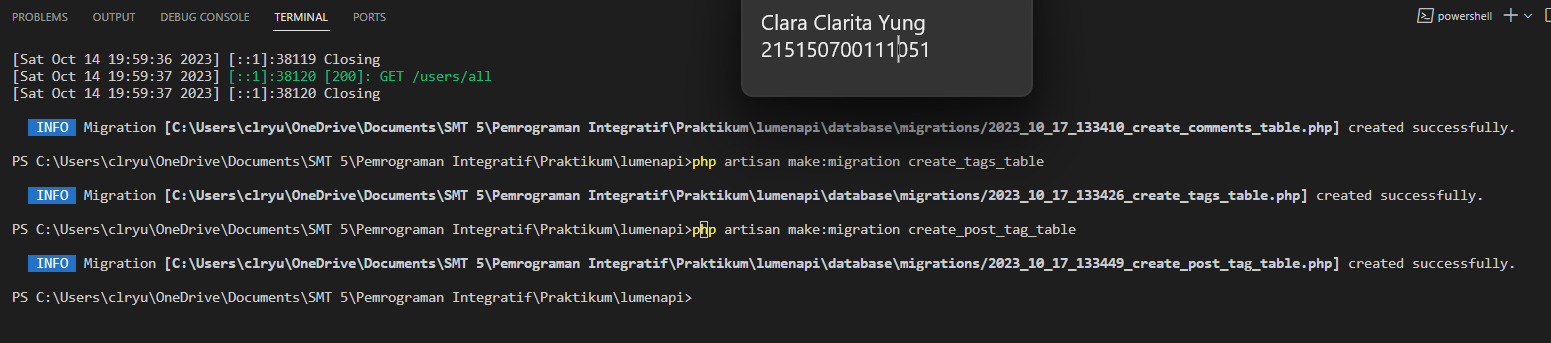 PROBLEMS OUTPUT DEBUG CONSOLE TERMINAL PORTS powershell
Clara Clarita Yung
215150700111051
[Sat Oct 14 19:59:36 2023] [::1]:38119 Closing
[Sat Oct 14 19:59:37 2023] [::1]:38120 [200]: GET /users/all
[Sat Oct 14 19:59:37 2023] [::1]:38120 Closing
INFO Migration [C:\Users\clryu\OneDrive\Documents\SMT 5\Pemrograman Integratif\Praktikum\lumenapi\database\migrations/2023_10_17_133410_create_comments_table.php] created successfully.
PS C:\Users\clryu\OneDrive\Documents\SMT 5\Pemrograman Integratif\Praktikum\lumenapi>php artisan make:migration create_tags_table
INFO Migration [C:\Users\clryu\OneDrive\Documents\SMT 5\Pemrograman Integratif\Praktikum\lumenapi\database\migrations/2023_10_17_133426_create_tags_table.php] created successfully.
PS C:\Users\clryu\OneDrive\Documents\SMT 5\Pemrograman Integratif\Praktikum\lumenapi>php artisan make:migration create_post_tag_table
INFO Migration [C:\Users\clryu\OneDrive\Documents\SMT 5\Pemrograman Integratif\Praktikum\lumenapi\database\migrations/2023_10_17_133449_create_post_tag_table.php] created successfully.
PS C:\Users\clryu\OneDrive\Documents\SMT 5\Pemrograman Integratif\Praktikum\lumenapi>